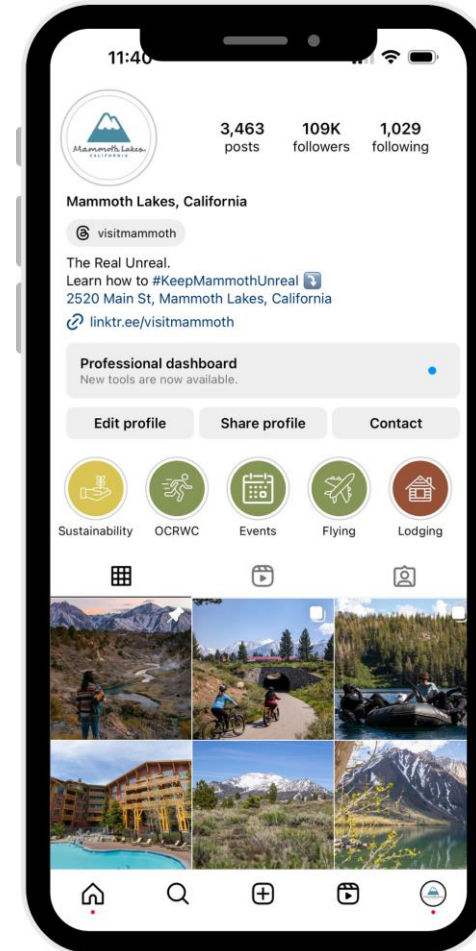 11:40
Mammoth Lakes
CALIFORNIA
3,463 109K 1,029
posts followers following
Mammoth Lakes, California
visitmammoth
The Real Unreal.
Learn how to #KeepMammothUnreal
2520 Main St, Mammoth Lakes, California
linktr.ee/visitmammoth
Professional dashboard
New tools are now available.
Edit profile Share profile Contact
Sustainability OCRWC Events Flying Lodging